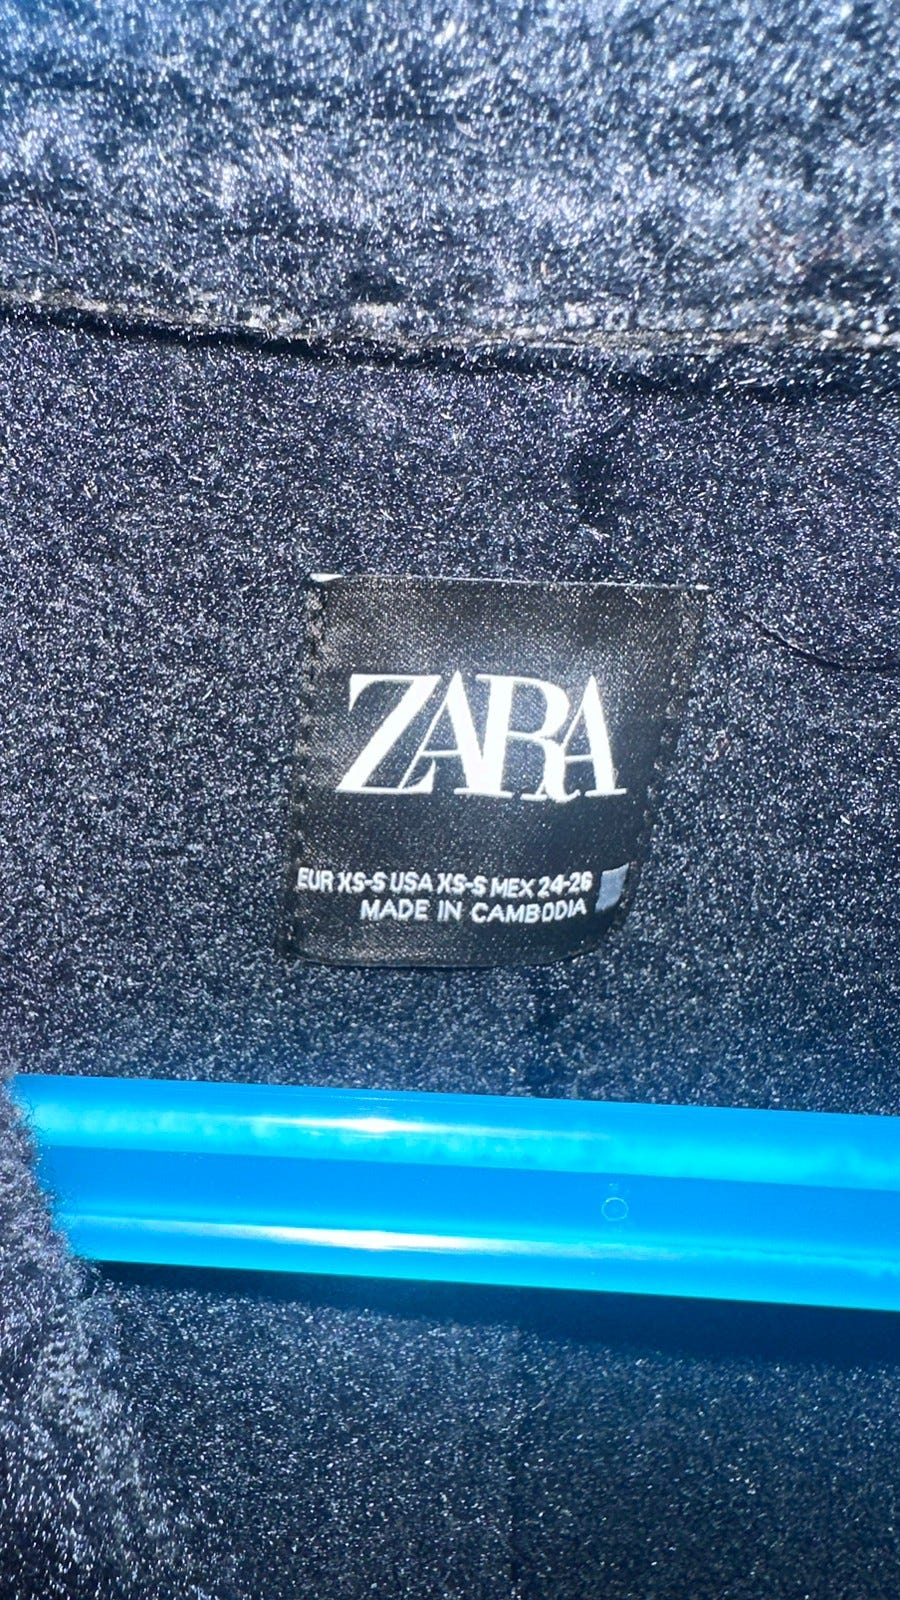 ZARA
EUR XS-S USA XS-S MEX 24-26
MADE IN CAMBODIA